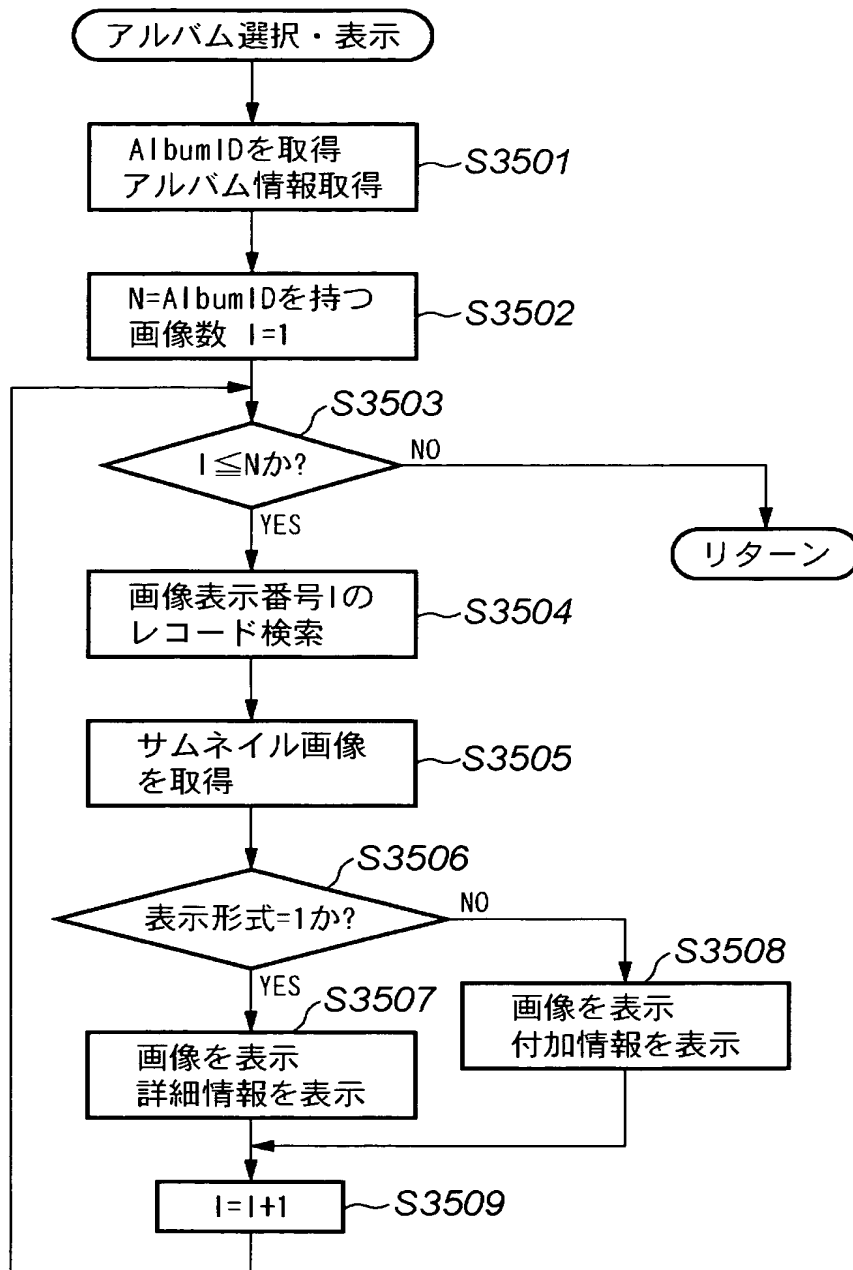 アルバム選択・表示
AlbumIDを取得
アルバム情報取得
S3501
N=AlbumIDを持つ
画像数 I=1
S3502
S3503
I≦Nか?
NO
YES
リターン
画像表示番号Iの
レコード検索
S3504
サムネイル画像
を取得
S3505
S3506
表示形式=1か?
NO
YES
S3508
S3507
画像を表示
付加情報を表示
画像を表示
詳細情報を表示
I=I+1
S3509